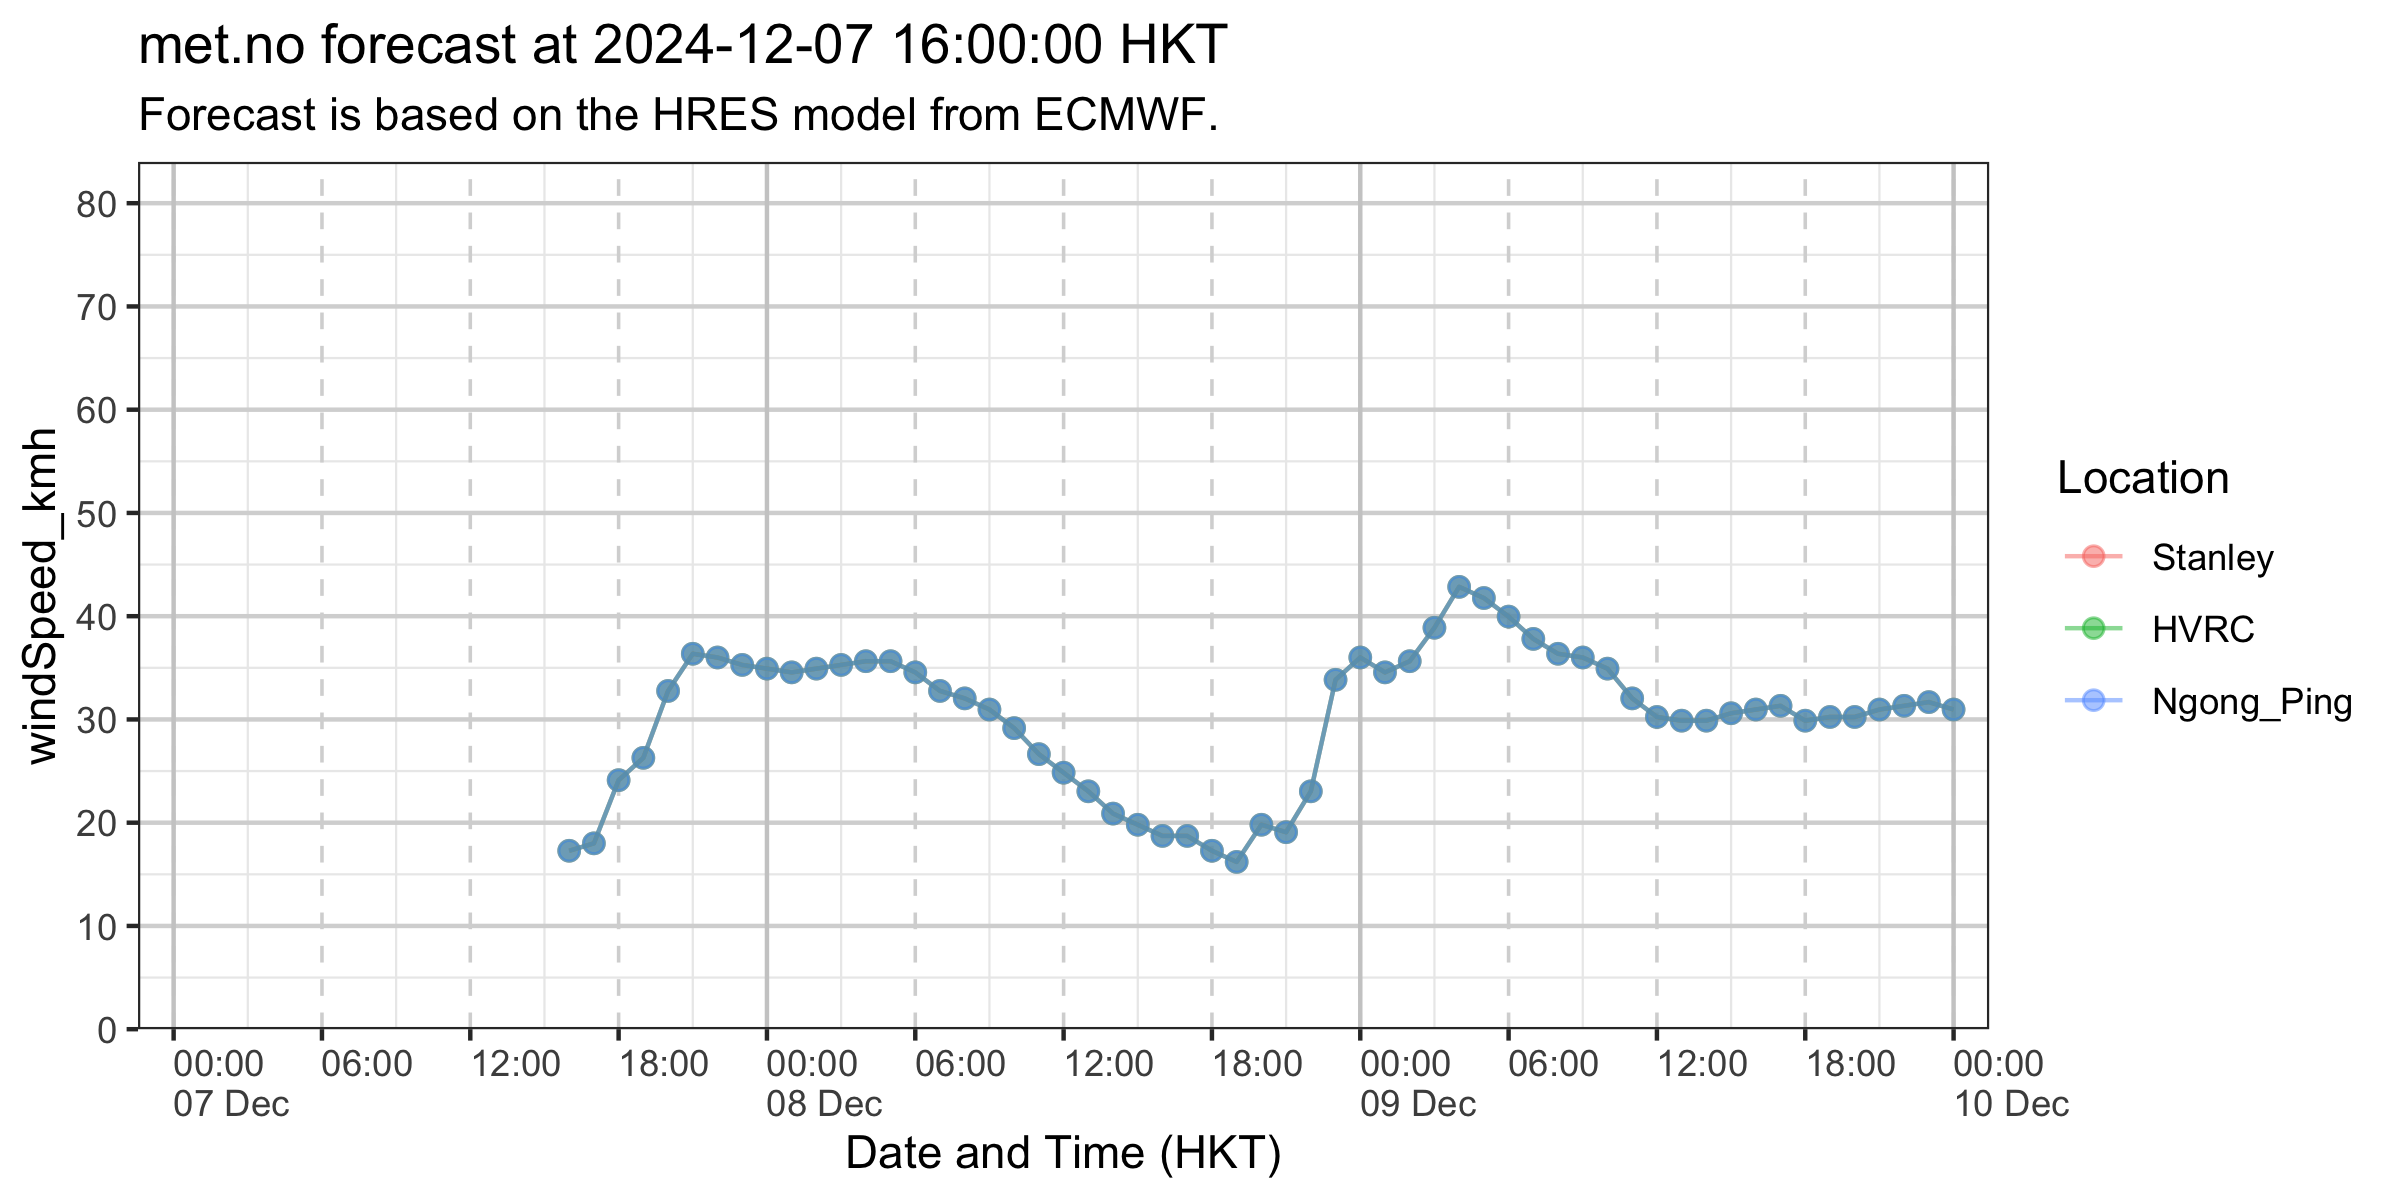 met.no forecast at 2024-12-07 16:00:00 HKT
Forecast is based on the HRES model from ECMWF.
windSpeed_kmh
80
70
60
50
40
30
20
10
0
00:00 06:00 12:00 18:00 00:00 06:00 12:00 18:00 00:00 06:00 12:00 18:00 00:00
07 Dec 08 Dec 09 Dec 10 Dec
Date and Time (HKT)
Location
Stanley
HVRC
Ngong_Ping